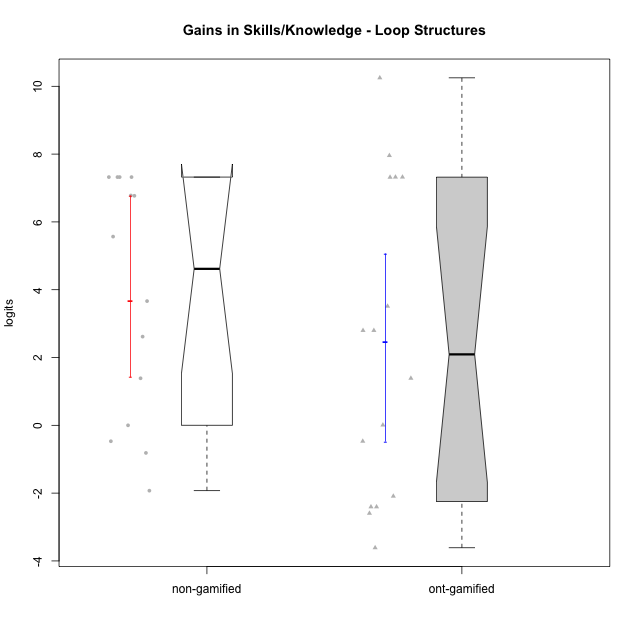 Gains in Skills/Knowledge - Loop Structures
10
8
6
4
2
0
-2
-4
logits
non-gamified
ont-gamified